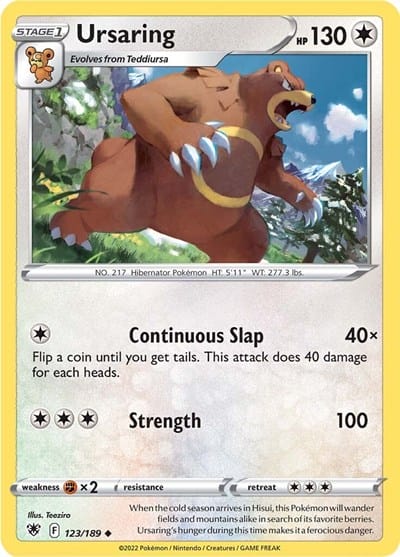 STAGE 1 Ursaring HP 130
Evolves from Teddiursa
NO. 217 Hibernator Pokémon HT: 5'11" WT: 277.3 lbs.
Continuous Slap 40×
Flip a coin until you get tails. This attack does 40 damage
for each heads.
Strength 100
weakness ×2 resistance retreat
Illus. Teeziro
F 123/189
When the cold season arrives in Hisui, this Pokémon will wander
fields and mountains alike in search of its favorite berries.
Ursaring's hunger during this time makes it a ferocious danger.
©2022 Pokémon / Nintendo / Creatures / GAME FREAK